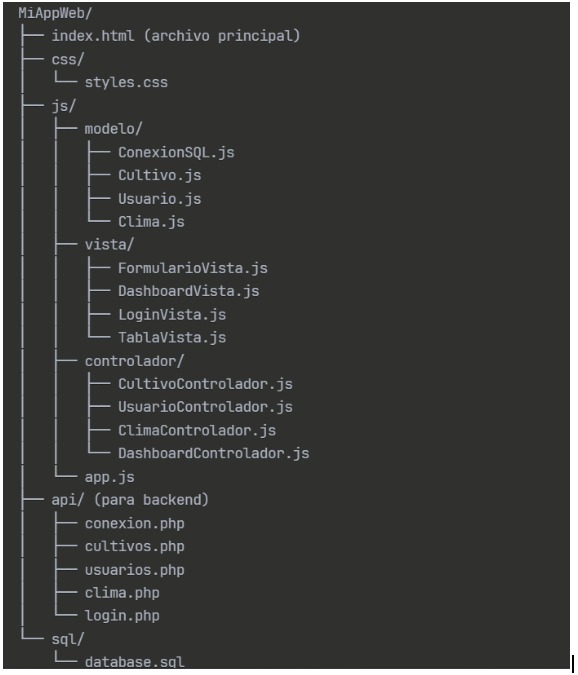 MiAppWeb/
├── index.html (archivo principal)
├── css/
│   └── styles.css
├── js/
│   ├── modelo/
│   │   ├── ConexionSQL.js
│   │   ├── Cultivo.js
│   │   ├── Usuario.js
│   │   └── Clima.js
│   ├── vista/
│   │   ├── FormularioVista.js
│   │   ├── DashboardVista.js
│   │   ├── LoginVista.js
│   │   └── TablaVista.js
│   ├── controlador/
│   │   ├── CultivoControlador.js
│   │   ├── UsuarioControlador.js
│   │   ├── ClimaControlador.js
│   │   └── DashboardControlador.js
│   └── app.js
├── api/ (para backend)
│   ├── conexion.php
│   ├── cultivos.php
│   ├── usuarios.php
│   ├── clima.php
│   └── login.php
└── sql/
    └── database.sql